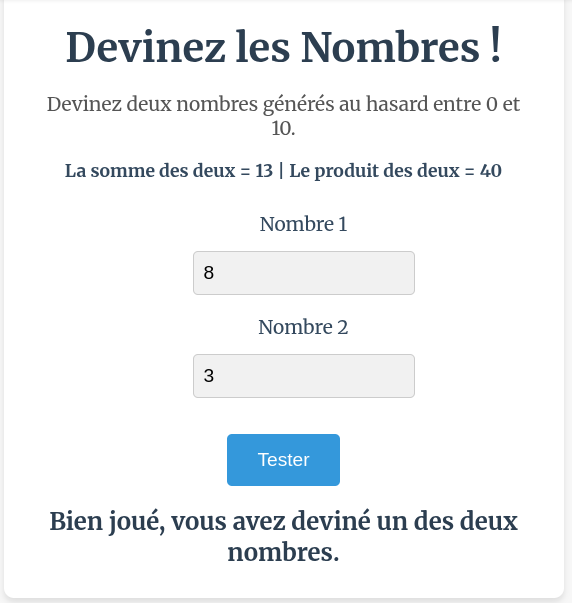 Devinez les Nombres !
Devinez deux nombres générés au hasard entre 0 et
10.
La somme des deux = 13 | Le produit des deux = 40
Nombre 1
8
Nombre 2
3
Tester
Bien joué, vous avez deviné un des deux
nombres.